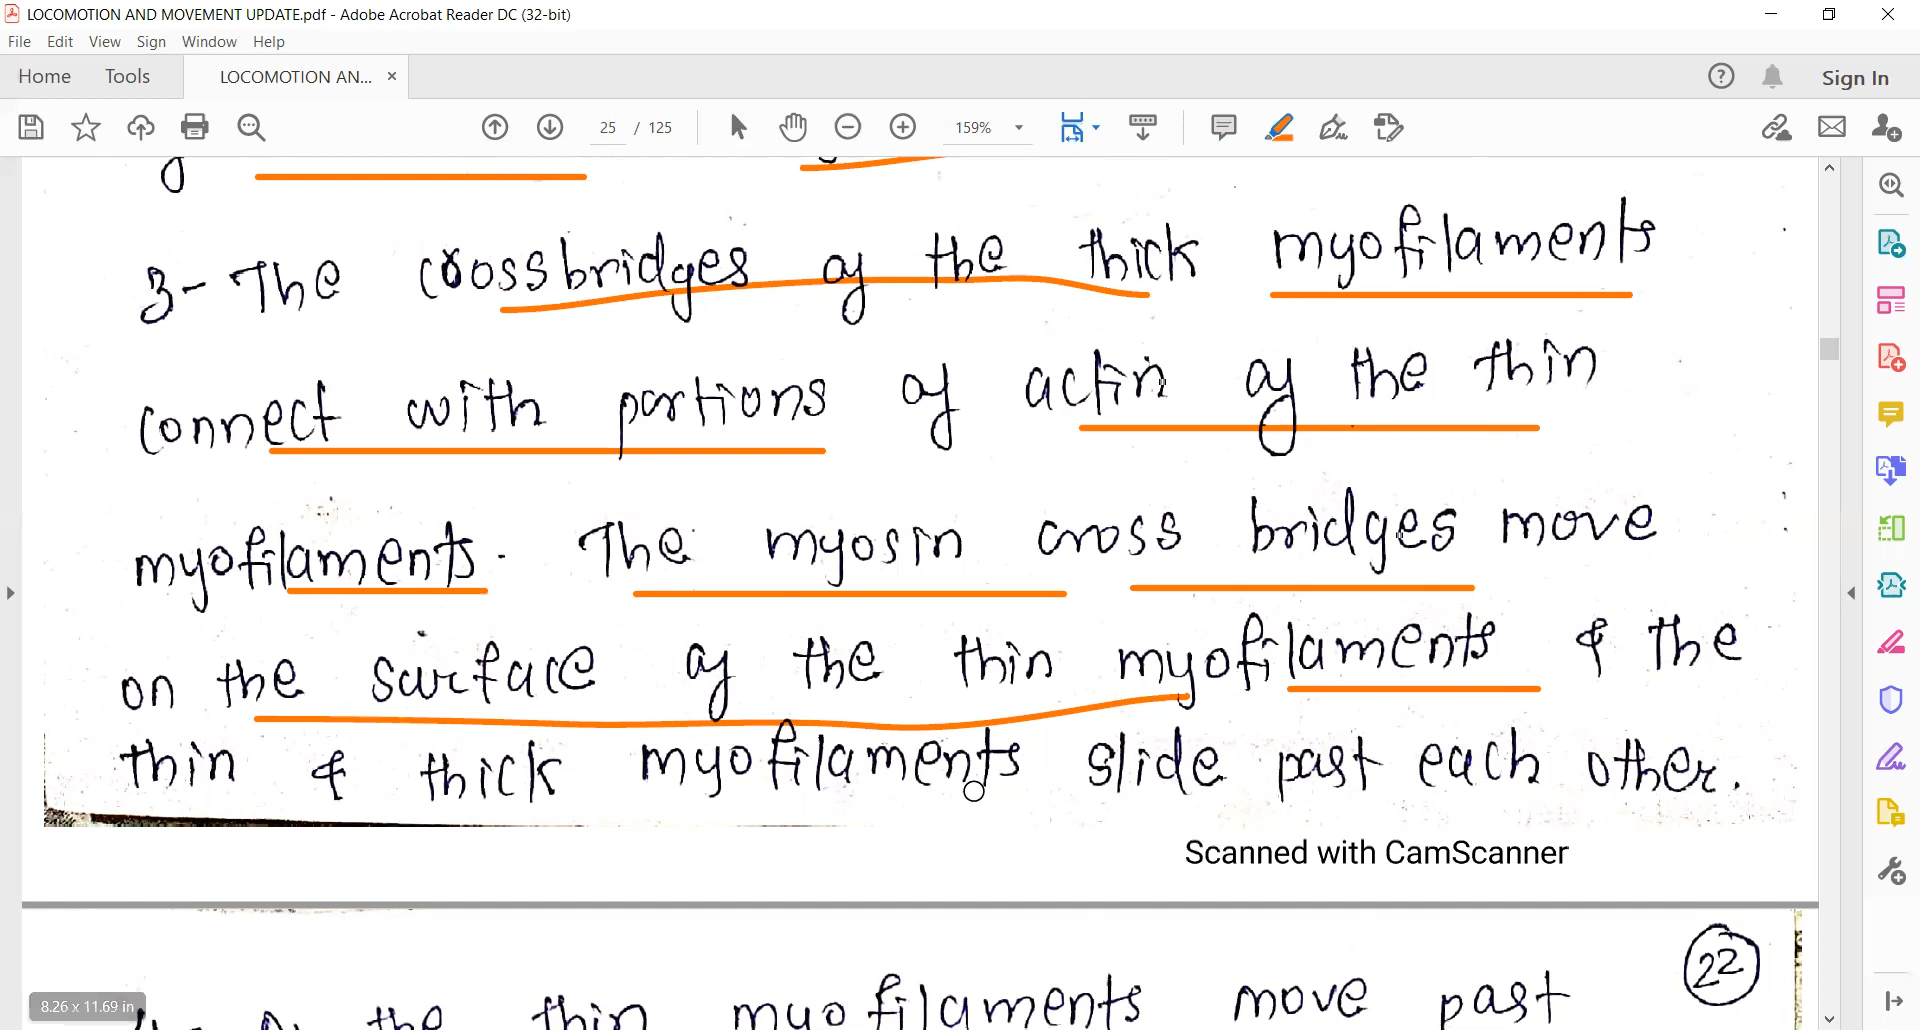 LOCOMOTION AND MOVEMENT UPDATE.pdf - Adobe Acrobat Reader DC (32-bit)
File Edit View Sign Window Help
Home Tools LOCOMOTION AN... × Sign In
25 / 125 159%
3- The crossbridges of the thick myofilaments
connect with portions of actin of the thin
myofilaments. The myosin cross bridges move
on the surface of the thin myofilaments & the
thin & thick myofilaments slide past each other.
Scanned with CamScanner
22
8.26 x 11.69 in
the thin myofilaments move past